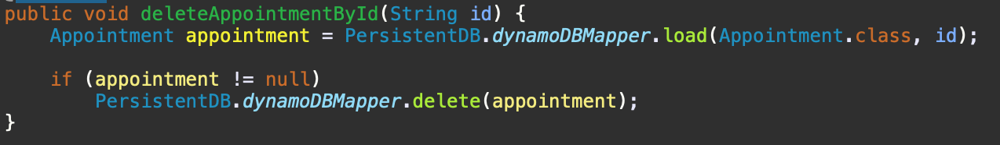 public void deleteAppointmentById(String id) {
    Appointment appointment = PersistentDB.dynamoDBMapper.load(Appointment.class, id);
    if (appointment != null)
        PersistentDB.dynamoDBMapper.delete(appointment);
}